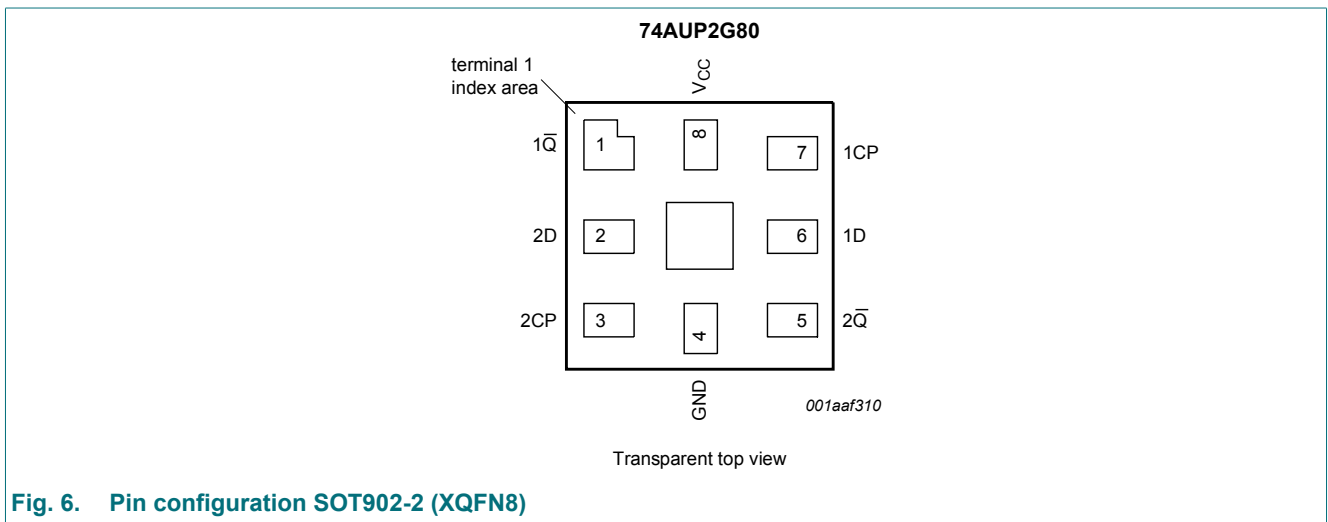 74AUP2G80
terminal 1
index area
VCC
1Q̅ 1 8 7 1CP
2D 2 6 1D
2CP 3 4 5 2Q̅
GND
001aaf310
Transparent top view
Fig. 6. Pin configuration SOT902-2 (XQFN8)